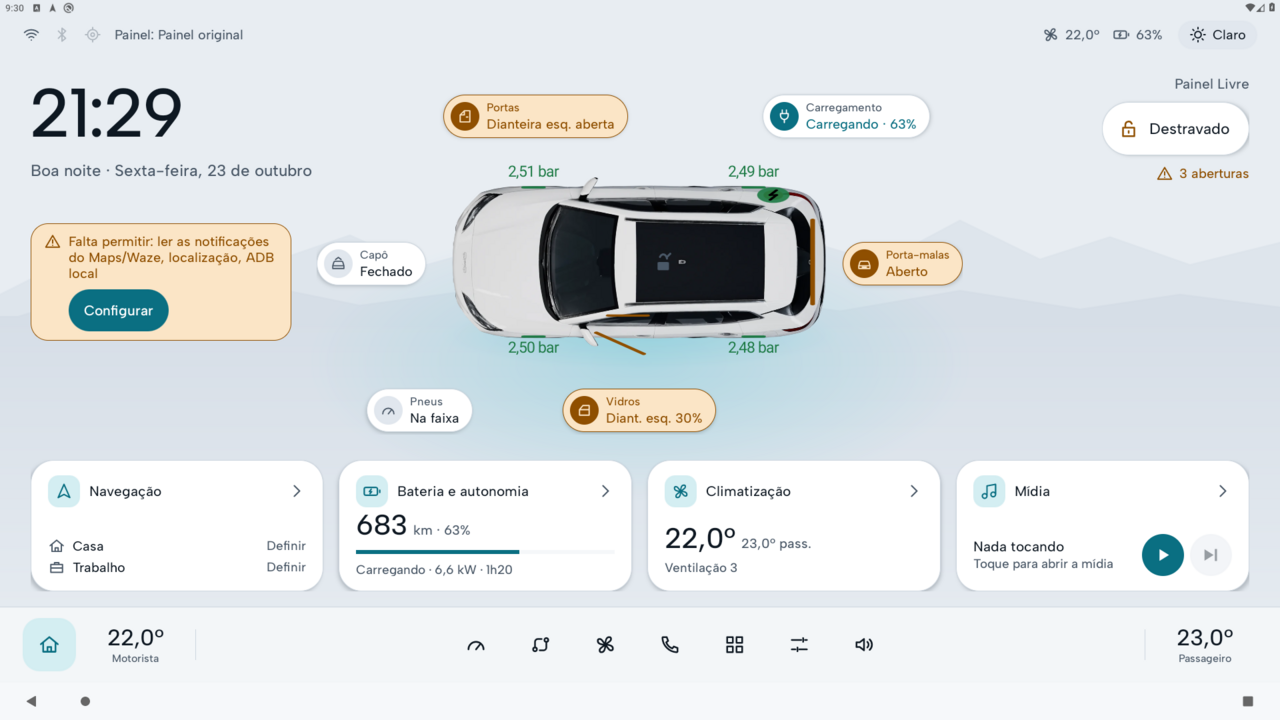 9:30
Painel: Painel original
22,0°
63%
Claro
21:29
Boa noite · Sexta-feira, 23 de outubro
Painel Livre
Destravado
3 aberturas
Portas
Dianteira esq. aberta
Carregamento
Carregando · 63%
2,51 bar
2,49 bar
Falta permitir: ler as notificações
do Maps/Waze, localização, ADB
local
Configurar
Capô
Fechado
Porta-malas
Aberto
2,50 bar
2,48 bar
Pneus
Na faixa
Vidros
Diant. esq. 30%
Navegação
Casa
Definir
Trabalho
Definir
Bateria e autonomia
683 km · 63%
Carregando · 6,6 kW · 1h20
Climatização
22,0° 23,0° pass.
Ventilação 3
Mídia
Nada tocando
Toque para abrir a mídia
22,0°
Motorista
23,0°
Passageiro